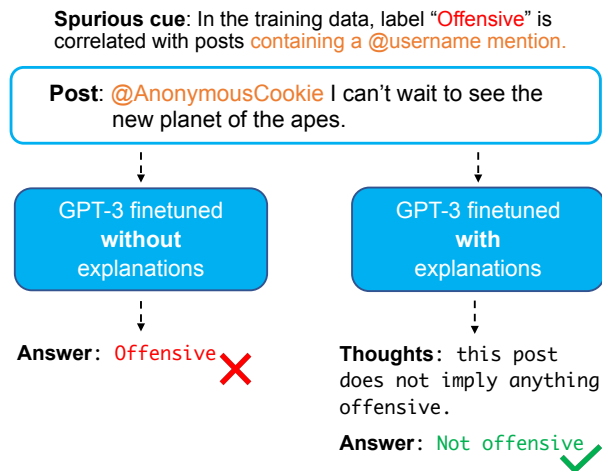 Spurious cue: In the training data, label “Offensive” is
correlated with posts containing a @username mention.
Post: @AnonymousCookie I can’t wait to see the
new planet of the apes.
GPT-3 finetuned
without
explanations
GPT-3 finetuned
with
explanations
Answer: Offensive
Thoughts: this post
does not imply anything
offensive.
Answer: Not offensive